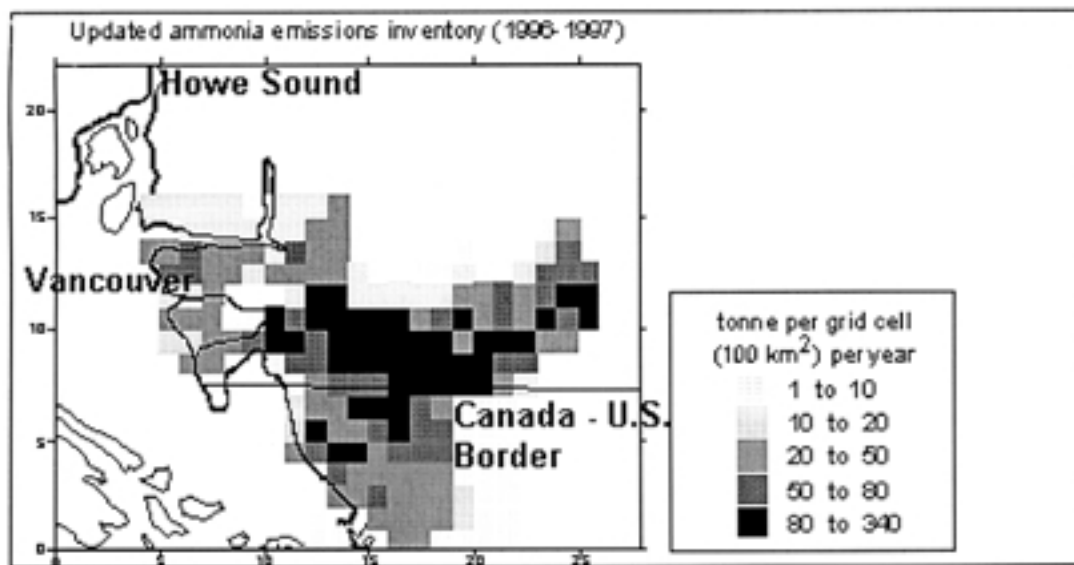 Updated ammonia emissions inventory (1996-1997)
Howe Sound
20
15
Vancouver
10
5
0
0 5 10 15 20 25
Canada - U.S.
Border
tonne per grid cell
(100 km²) per year
1 to 10
10 to 20
20 to 50
50 to 80
80 to 340